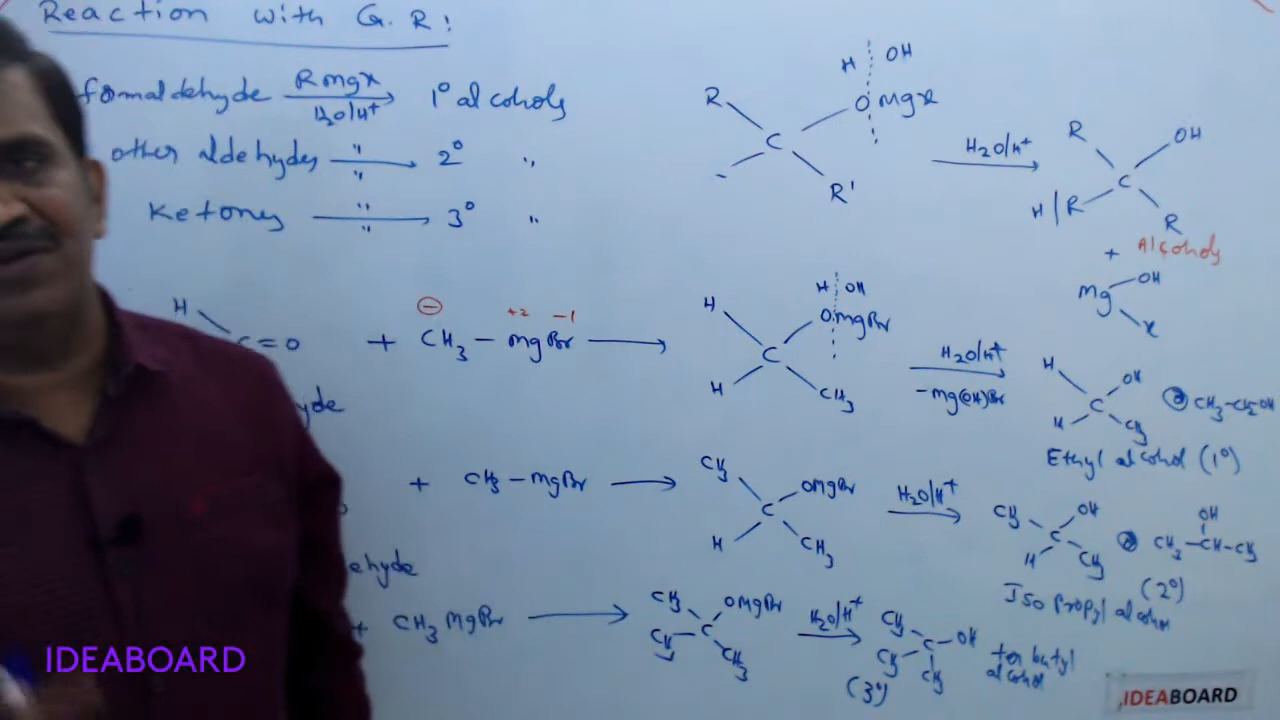 Reaction with G.R:
formaldehyde RMgX H2O/H+ 1° alcohols
other aldehydes " " 2° "
Ketones " " 3° "
R C R' H OH OMgX
H2O/H+
R C OH H/R R
+ Alcohols
Mg OH X
H C=O + CH3 - MgBr
⊖ +2 -1
H H C H OH OMgBr CH3
H2O/H+
-Mg(OH)Br
H H C OH CH3 CH3-CH2-OH
yde
Ethyl alcohol (1°)
+ CH3-MgBr
CH3 H C OMgBr CH3
H2O/H+
CH3 H C OH CH3
OH
CH3-CH-CH3
ehyde
(2°)
Iso propyl alcohol
+ CH3MgBr
CH3 CH3 C OMgBr CH3
H2O/H+
CH3 CH3 C OH CH3
ter butyl alcohol
(3°)
IDEABOARD
IDEABOARD